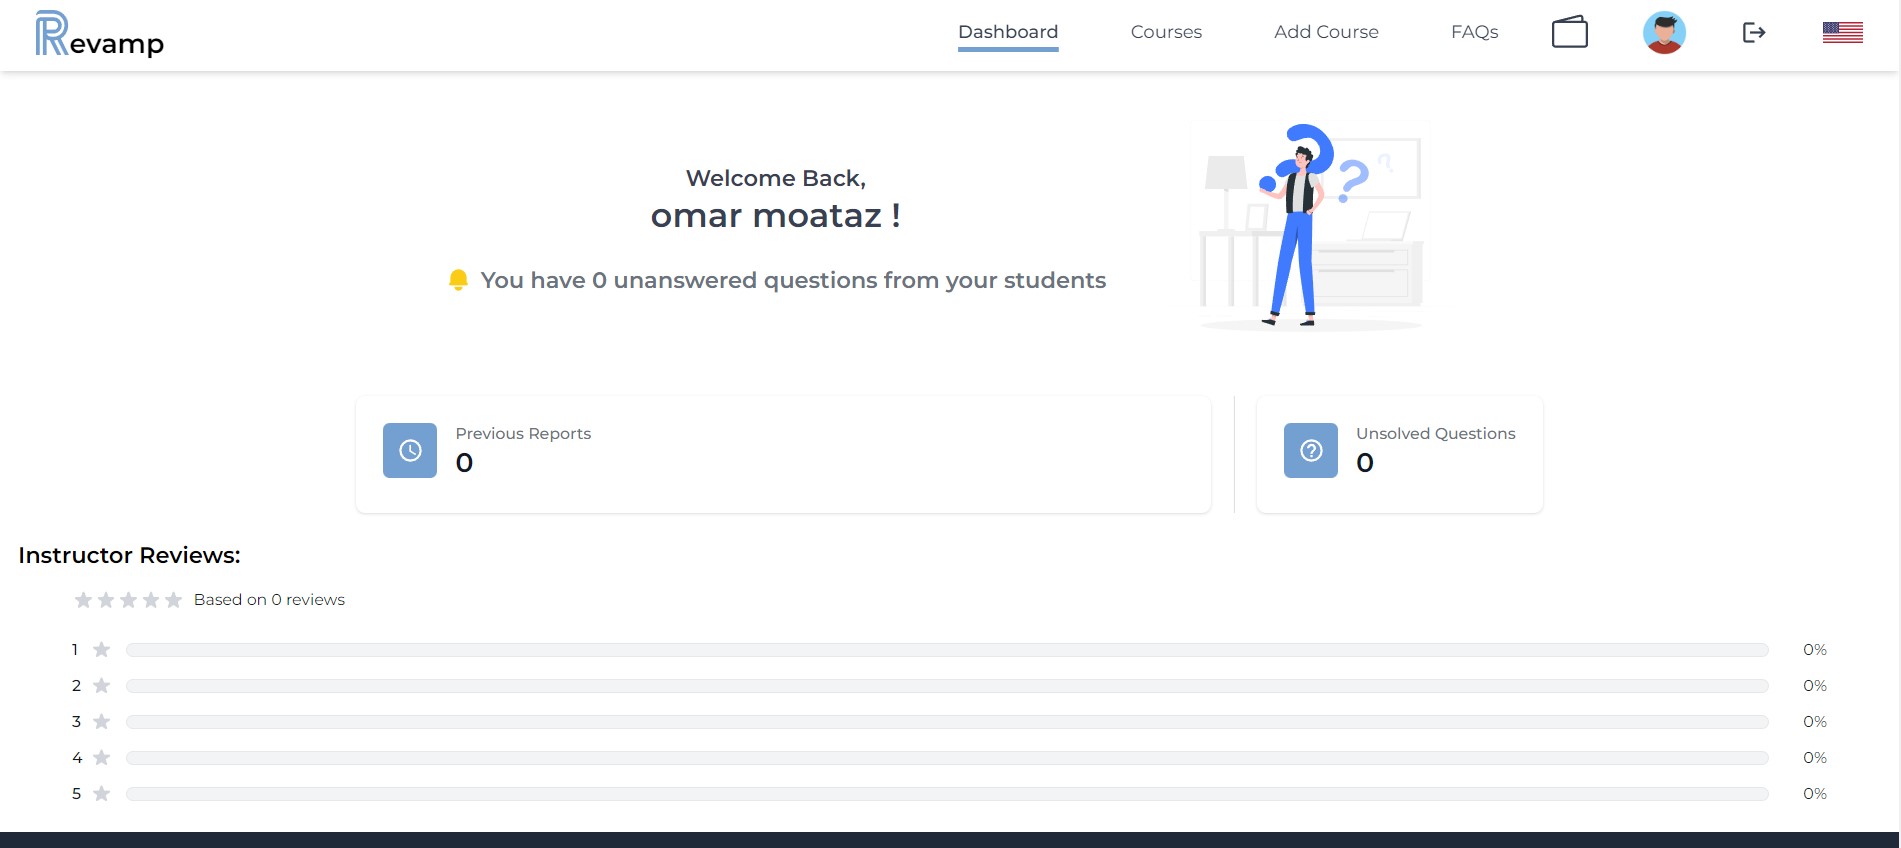 Revamp
Dashboard Courses Add Course FAQs
Welcome Back,
omar moataz !
You have 0 unanswered questions from your students
Previous Reports
0
Unsolved Questions
0
Instructor Reviews:
Based on 0 reviews
1 0%
2 0%
3 0%
4 0%
5 0%